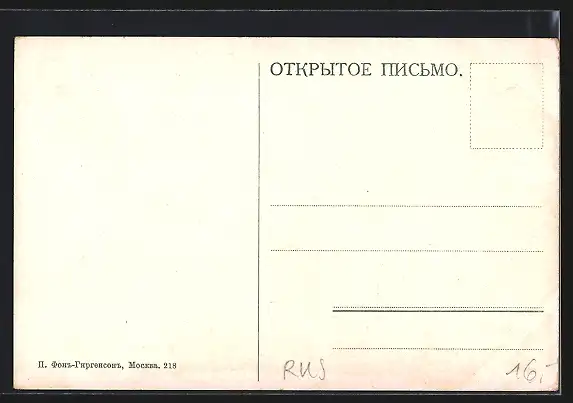 ОТКРЫТОЕ ПИСЬМО.
П. Фонъ-Гиргенсонъ, Москва. 218
RUS
16,-